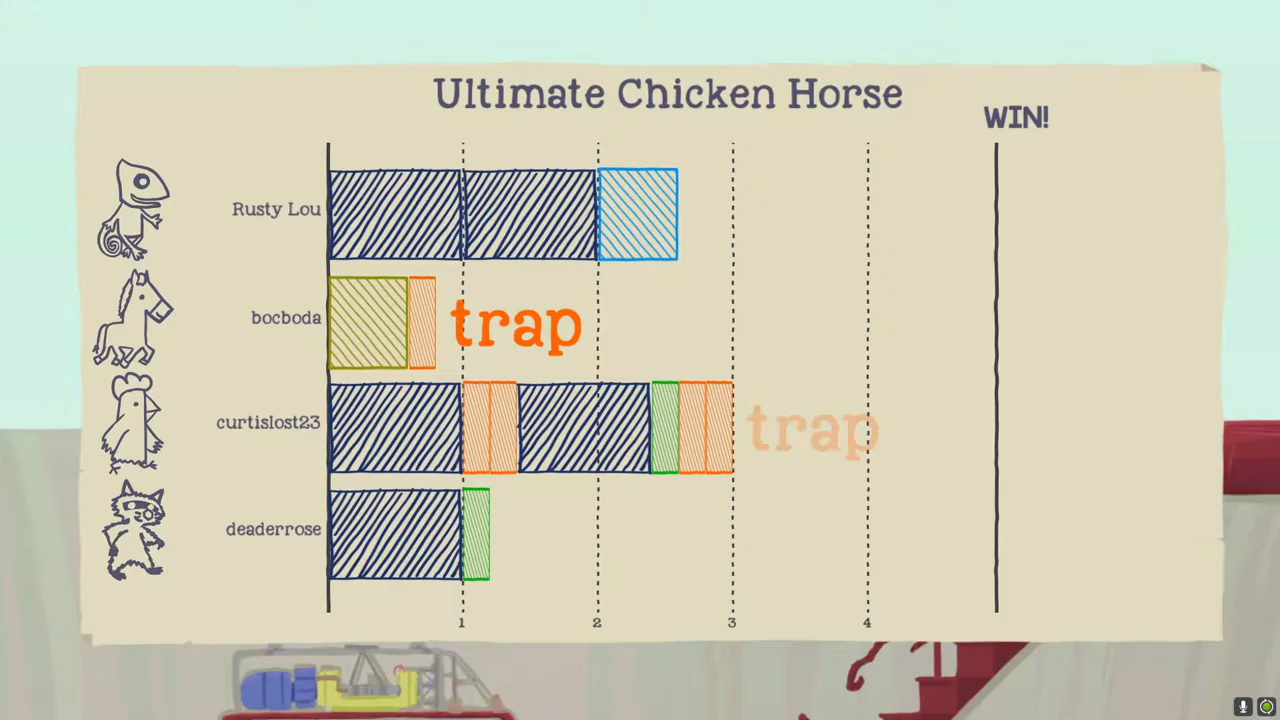 Ultimate Chicken Horse
WIN!
Rusty Lou
bocboda
trap
curtislost23
trap
deaderrose
1 2 3 4